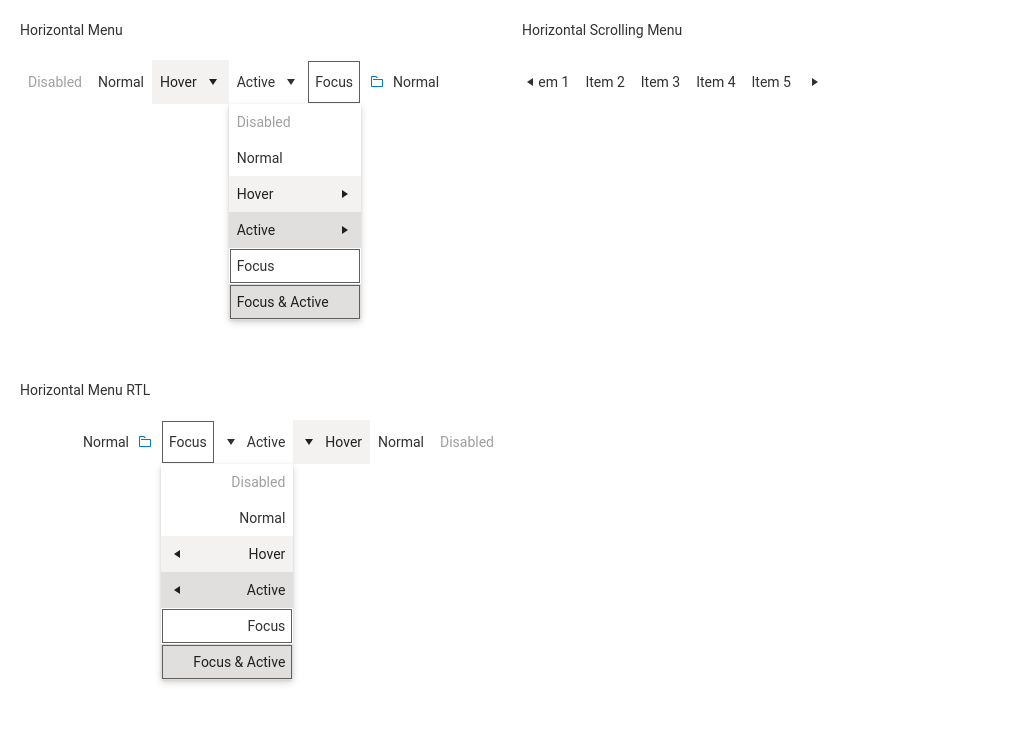 Horizontal Menu
Disabled Normal Hover Active Focus Normal
Disabled
Normal
Hover
Active
Focus
Focus & Active
Horizontal Scrolling Menu
em 1 Item 2 Item 3 Item 4 Item 5
Horizontal Menu RTL
Normal Focus Active Hover Normal Disabled
Disabled
Normal
Hover
Active
Focus
Focus & Active